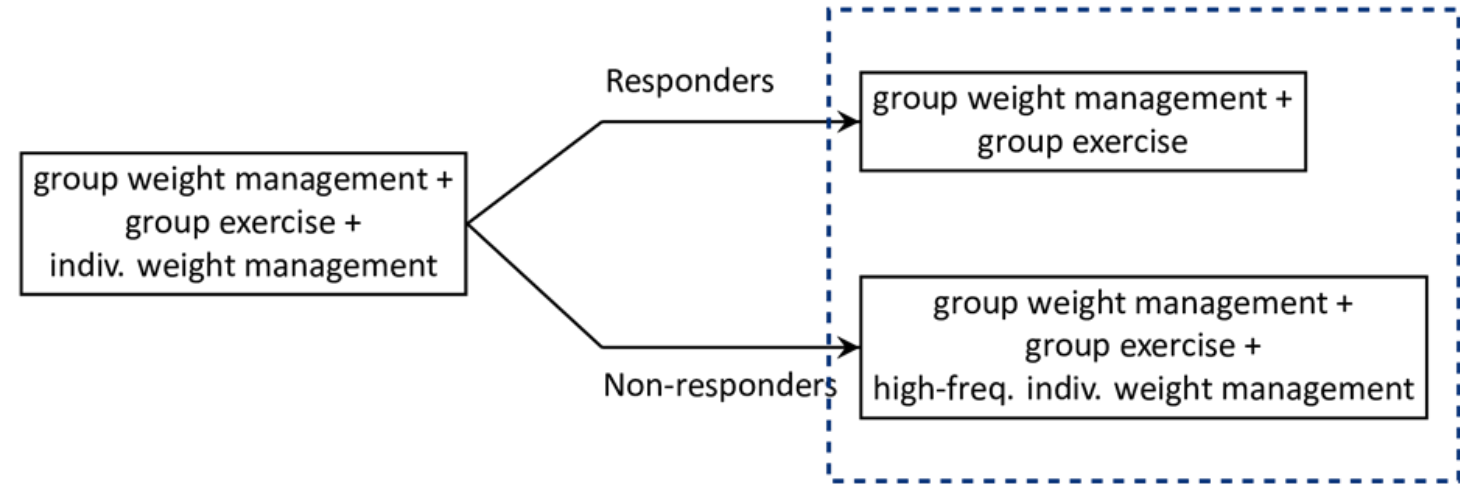 group weight management +
group exercise +
indiv. weight management
Responders
group weight management +
group exercise
Non-responders
group weight management +
group exercise +
high-freq. indiv. weight management